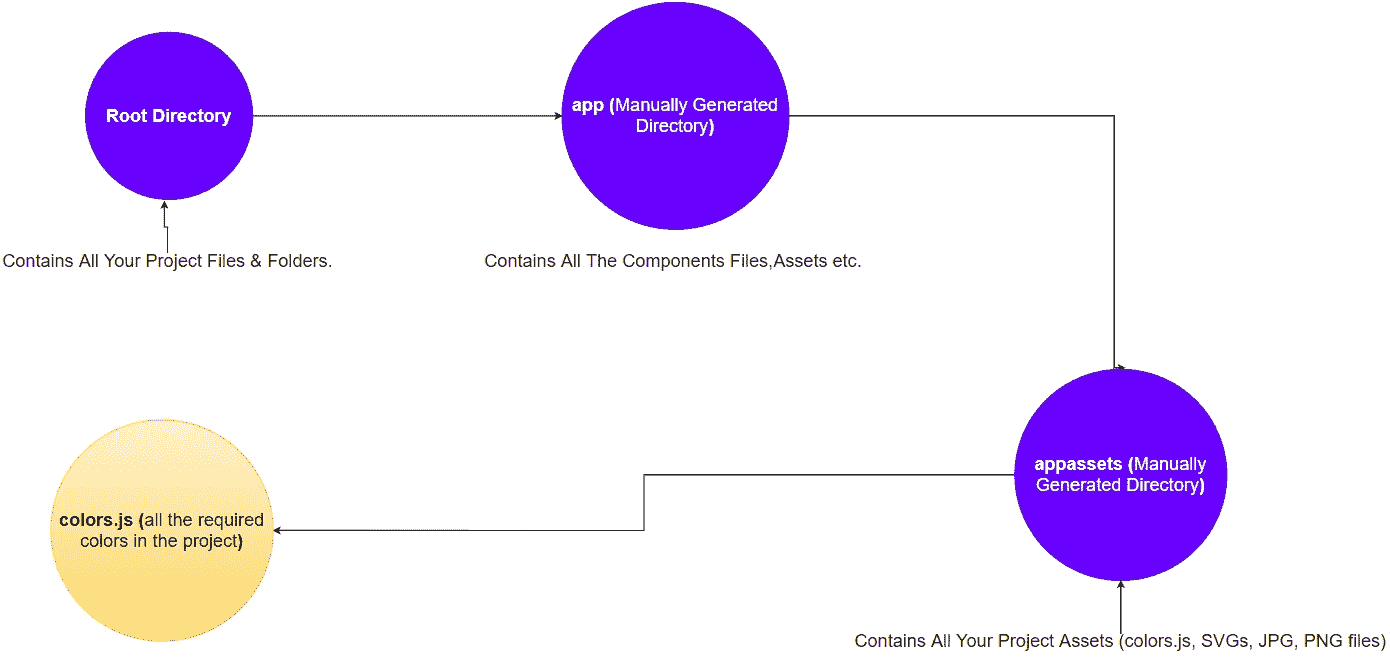 Root Directory
app (Manually Generated
Directory)
Contains All Your Project Files & Folders.
Contains All The Components Files,Assets etc.
appassets (Manually
Generated Directory)
colors.js (all the required
colors in the project)
Contains All Your Project Assets (colors.js, SVGs, JPG, PNG files)